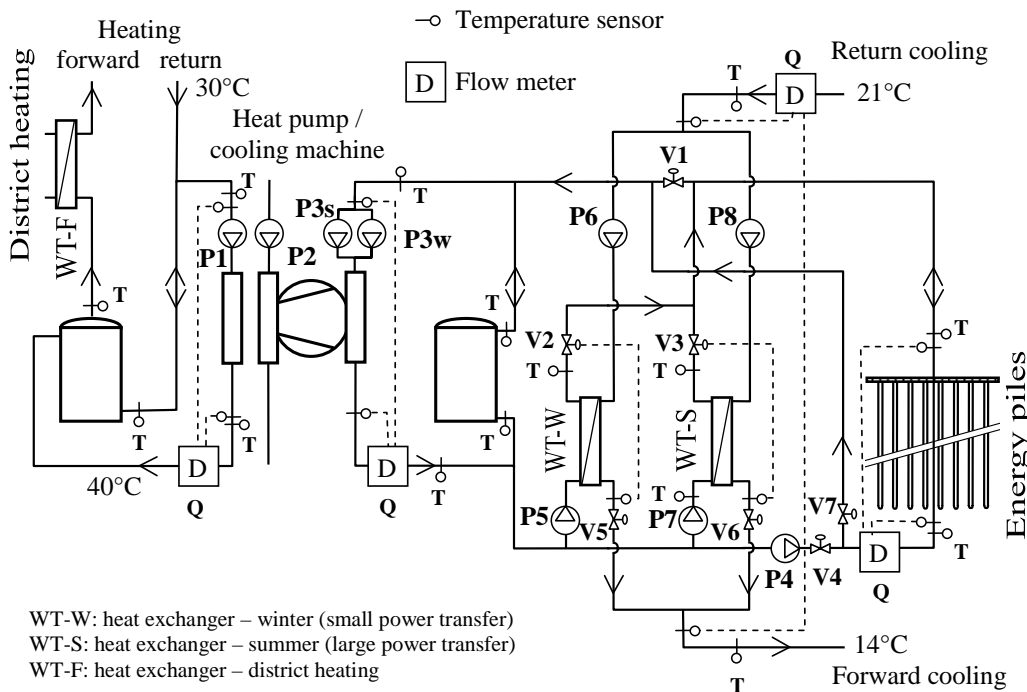 Heating
forward return
30°C
District heating
WT-F
Temperature sensor
D Flow meter
Heat pump /
cooling machine
Return cooling
21°C
Q
D
T
V1
T
T
P3s
P3w
P1
P2
P6
P8
T
T
V2
V3
T
T
T
T
T
WT-W
WT-S
T
T
D
Q
40°C
D
Q
T
P5
V5
P7
V6
V7
P4
V4
D
Q
T
Energy piles
14°C
T
Forward cooling
WT-W: heat exchanger – winter (small power transfer)
WT-S: heat exchanger – summer (large power transfer)
WT-F: heat exchanger – district heating